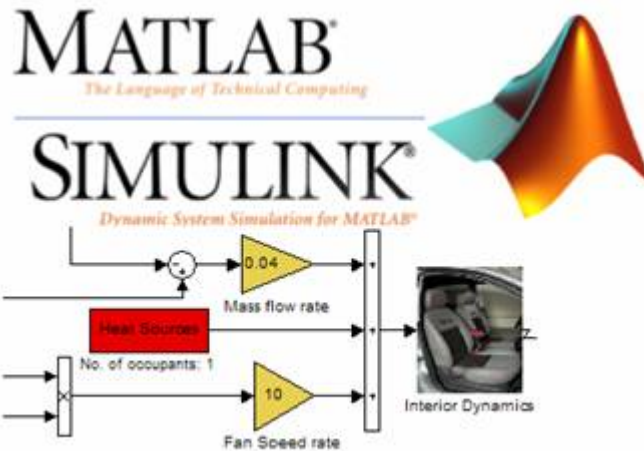 MATLAB®
The Language of Technical Computing
SIMULINK®
Dynamic System Simulation for MATLAB®
0.04
Mass flow rate
Heat Sources
No. of occupants: 1
10
Fan Speed rate
Interior Dynamics